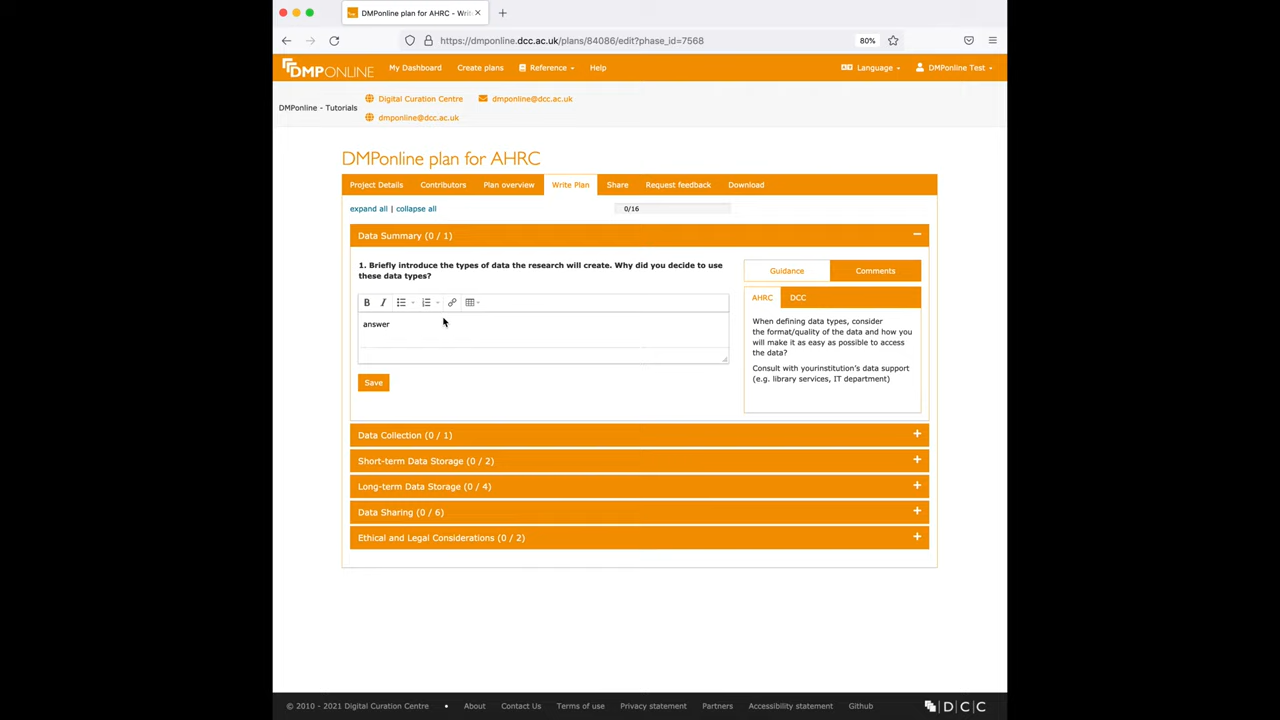 DMPonline plan for AHRC - Writ
https://dmponline.dcc.ac.uk/plans/84086/edit?phase_id=7568
80%
DMPONLINE
My Dashboard
Create plans
Reference
Help
Language
DMPonline Test
DMPonline - Tutorials
Digital Curation Centre
dmponline@dcc.ac.uk
dmponline@dcc.ac.uk
DMPonline plan for AHRC
Project Details
Contributors
Plan overview
Write Plan
Share
Request feedback
Download
expand all | collapse all
0/16
Data Summary (0 / 1)
1. Briefly introduce the types of data the research will create. Why did you decide to use
these data types?
B I
answer
Save
Guidance
Comments
AHRC
DCC
When defining data types, consider
the format/quality of the data and how you
will make it as easy as possible to access
the data?
Consult with yourinstitution's data support
(e.g. library services, IT department)
Data Collection (0 / 1)
Short-term Data Storage (0 / 2)
Long-term Data Storage (0 / 4)
Data Sharing (0 / 6)
Ethical and Legal Considerations (0 / 2)
© 2010 - 2021 Digital Curation Centre
About
Contact Us
Terms of use
Privacy statement
Partners
Accessibility statement
Github
DCC